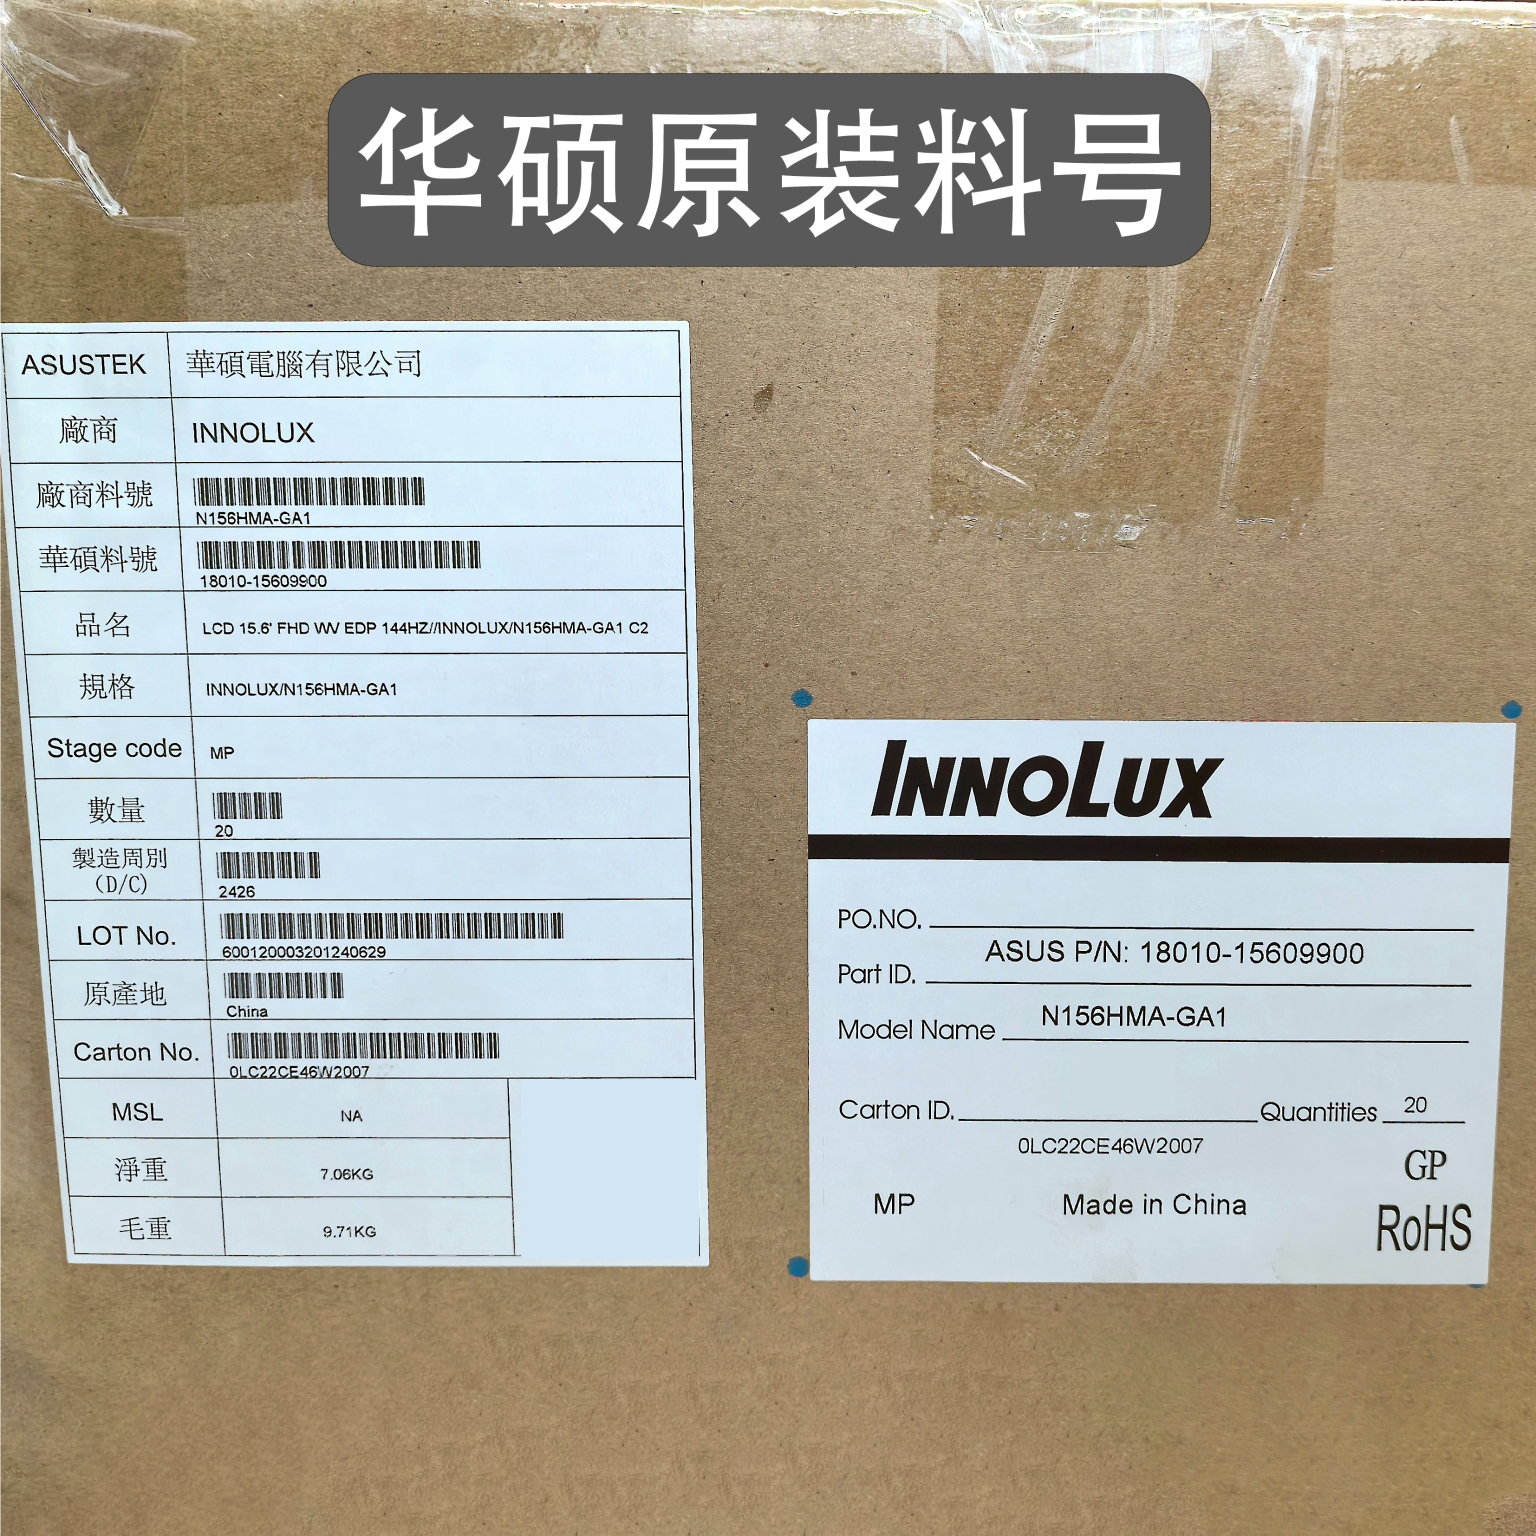 华硕原装料号
ASUSTEK 華碩電腦有限公司
廠商 INNOLUX
廠商料號 N156HMA-GA1
華碩料號 18010-15609900
品名 LCD 15.6' FHD WV EDP 144HZ//INNOLUX/N156HMA-GA1 C2
規格 INNOLUX/N156HMA-GA1
Stage code MP
數量 20
製造周別
(D/C) 2426
LOT No. 600120003201240629
原產地 China
Carton No. 0LC22CE46W2007
MSL NA
淨重 7.06KG
毛重 9.71KG
INNOLUX
PO.NO.
ASUS P/N: 18010-15609900
Part ID.
Model Name N156HMA-GA1
Carton ID. Quantities 20
0LC22CE46W2007
GP
MP Made in China
RoHS